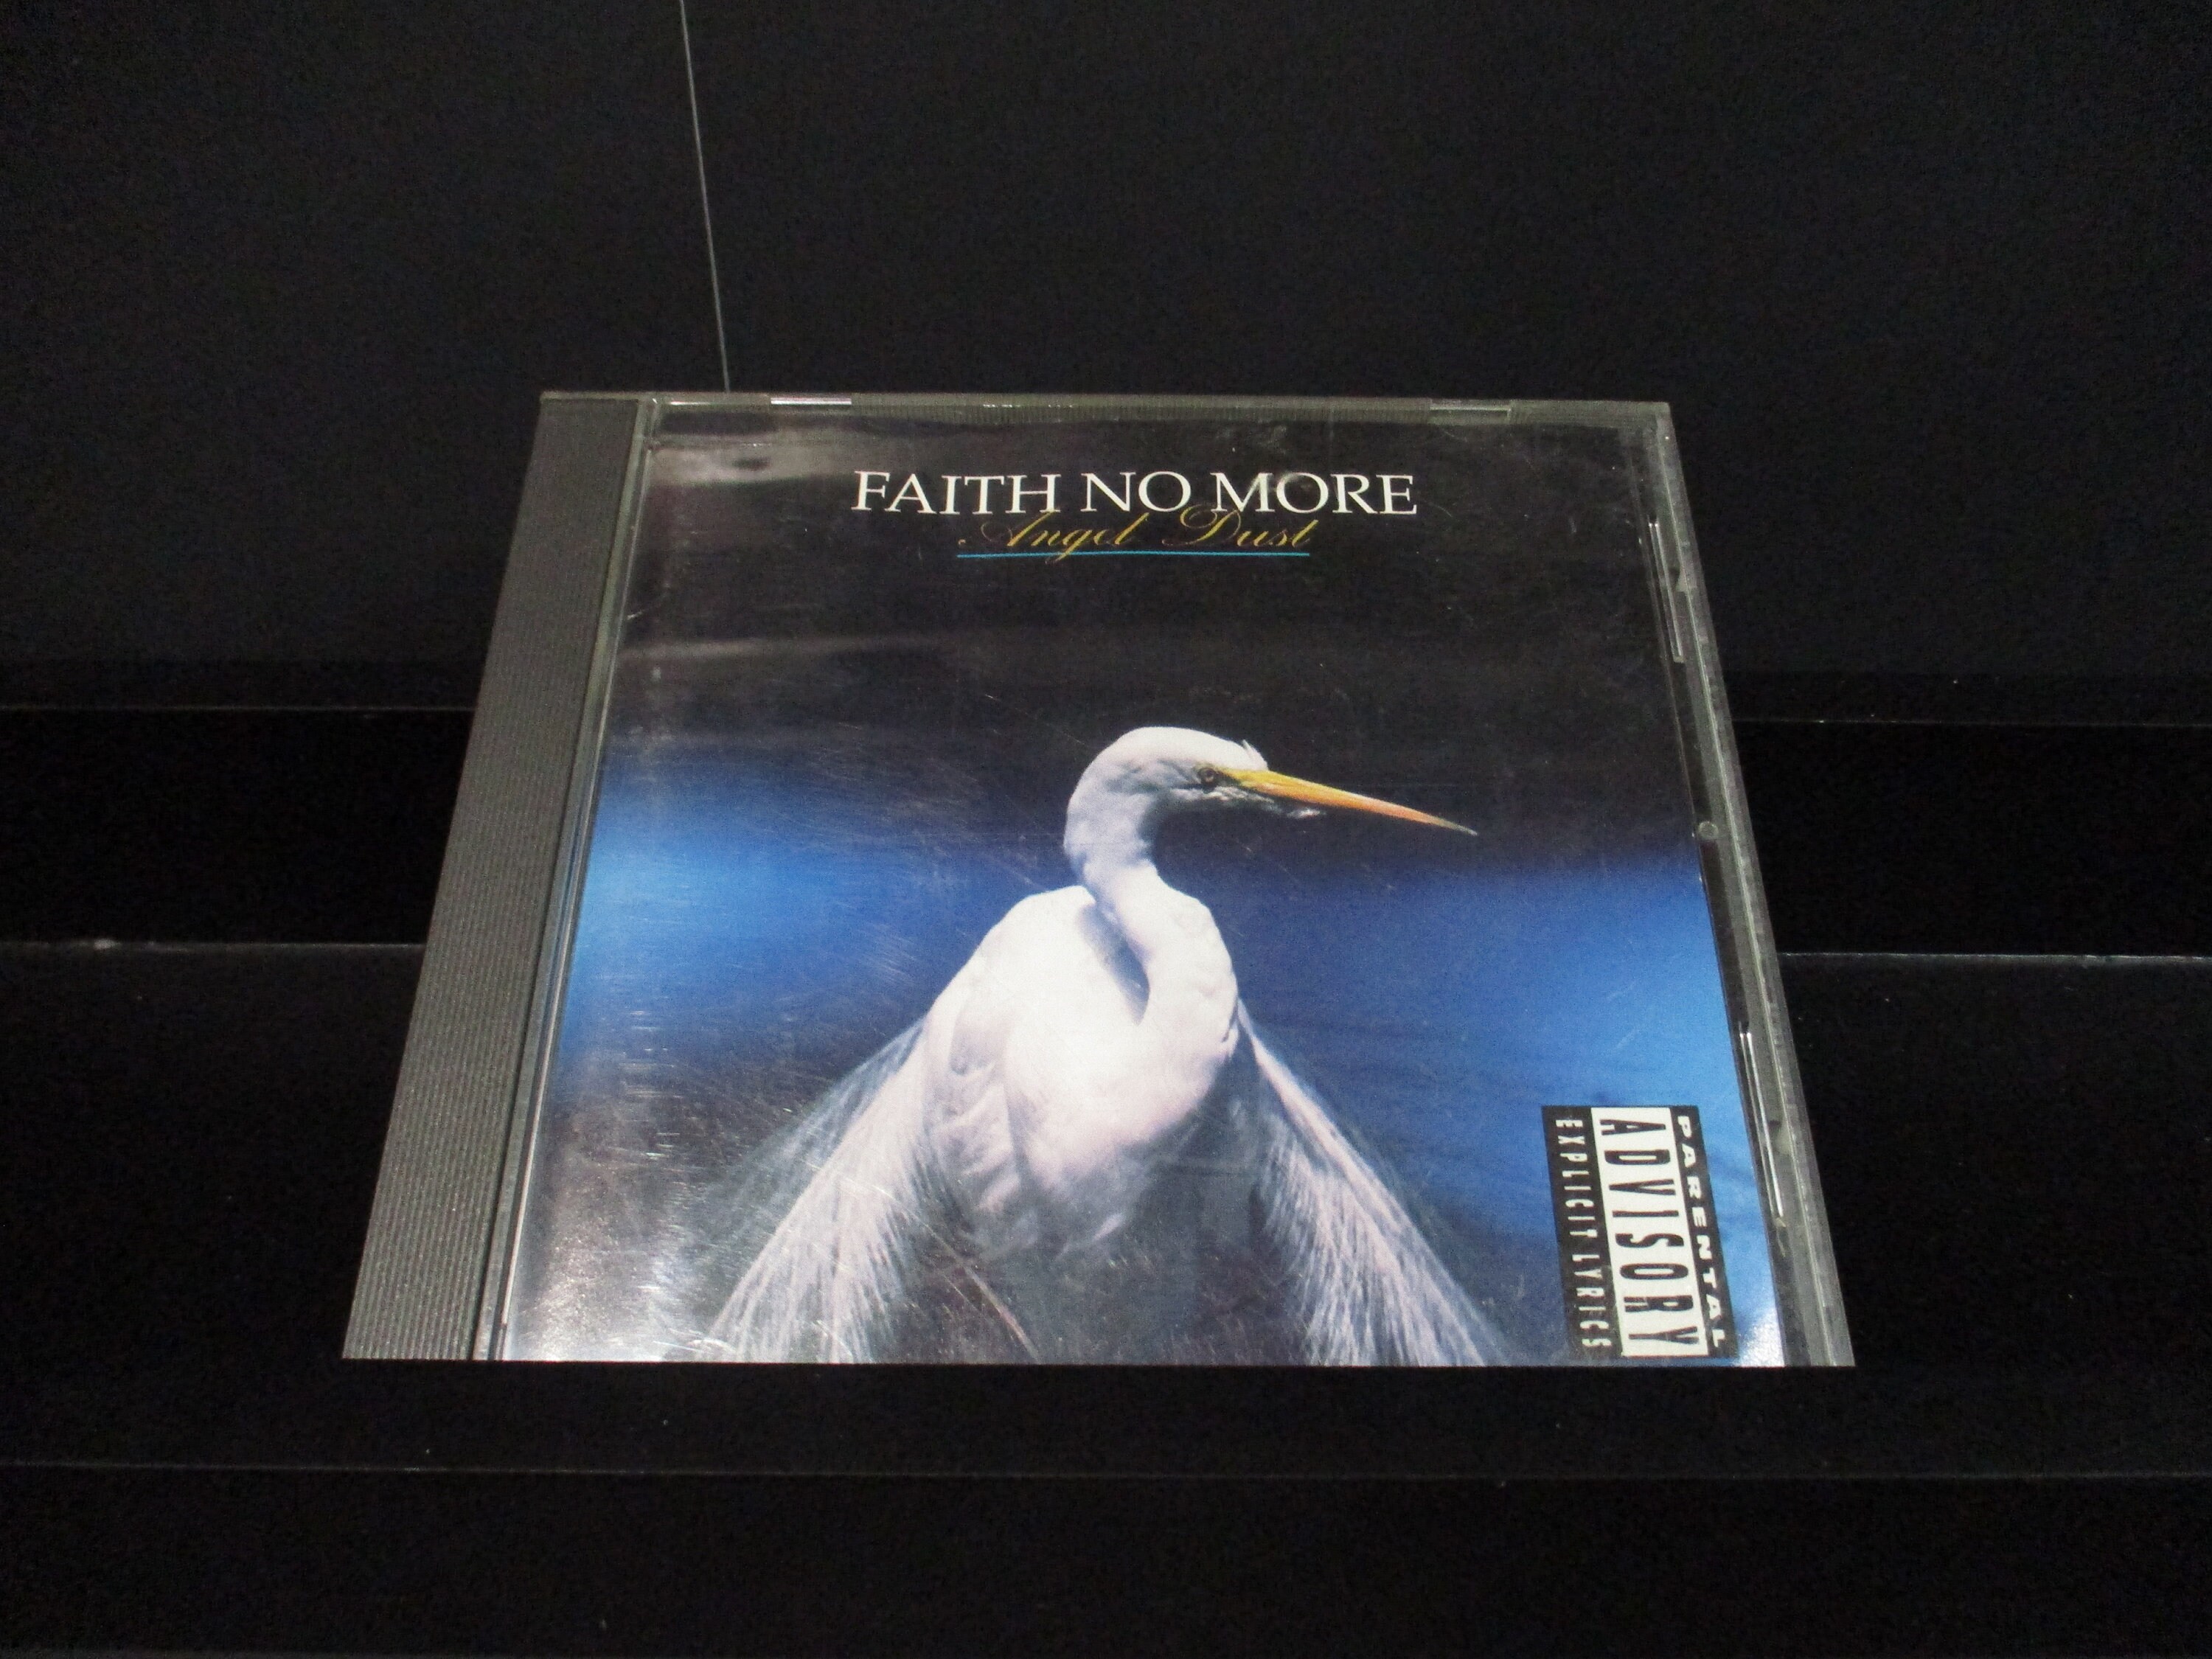 FAITH NO MORE
Angel Dust
PARENTAL
ADVISORY
EXPLICIT LYRICS